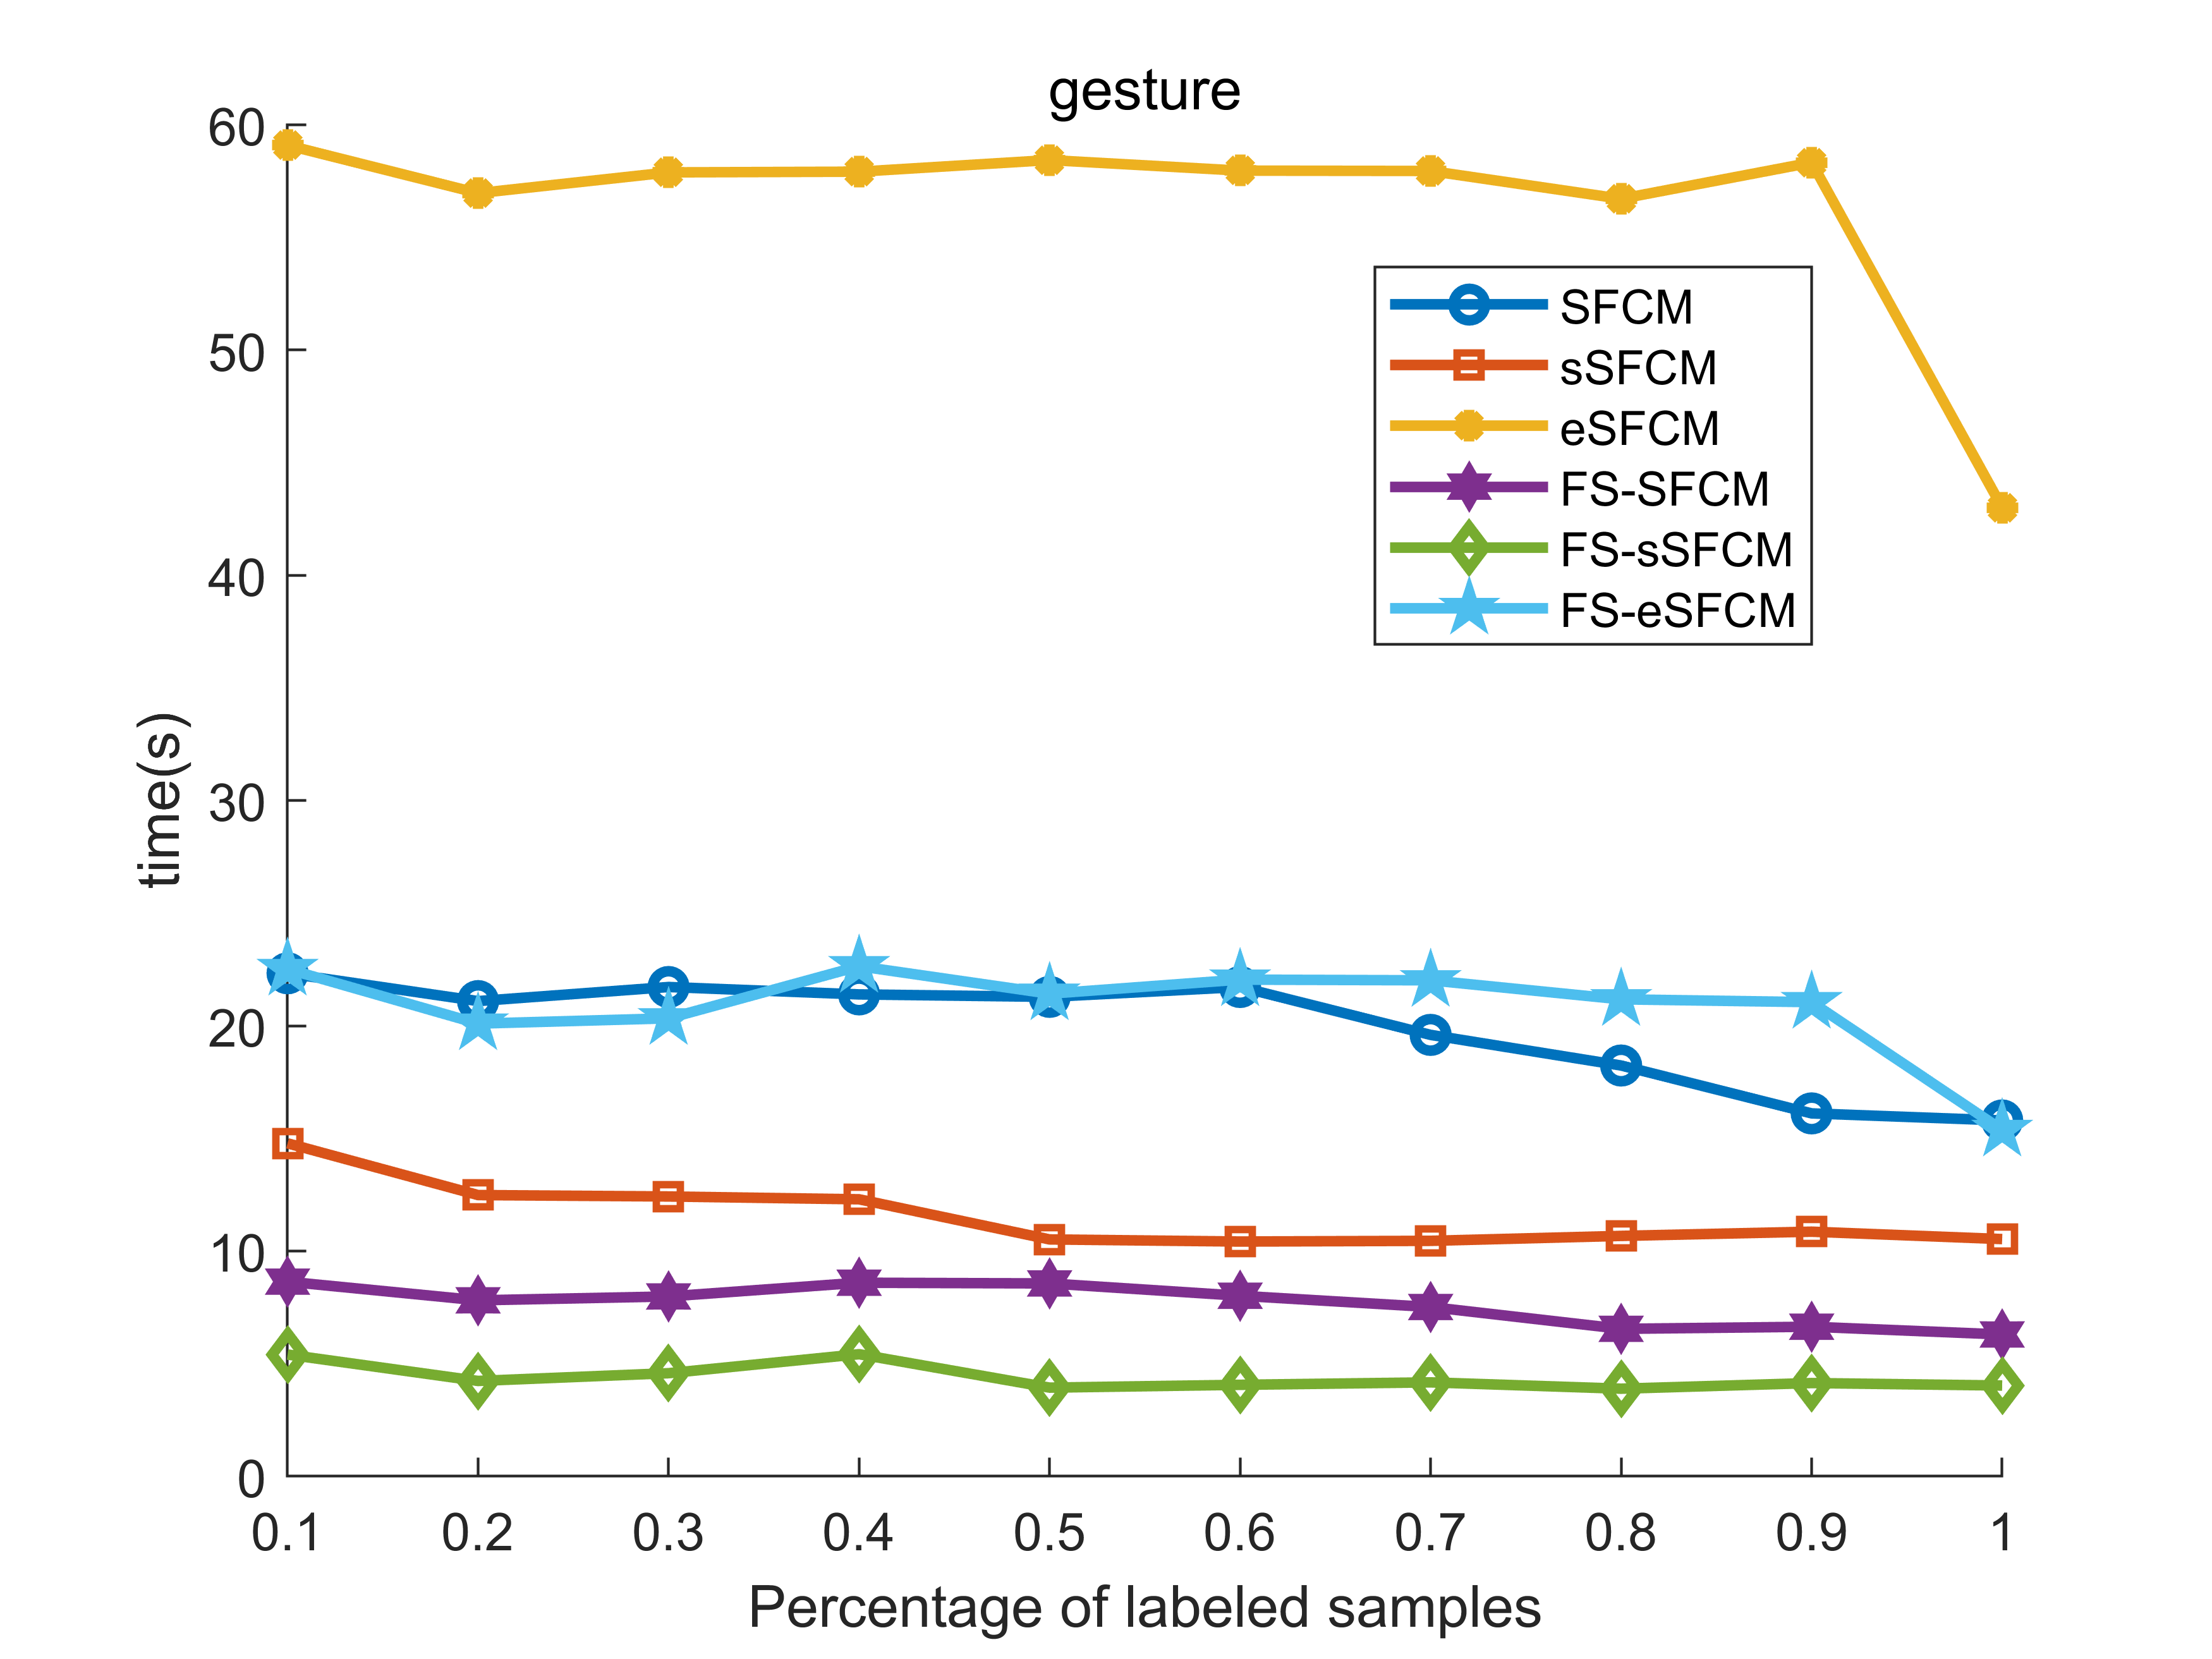 gesture
60
50
40
30
20
10
0
time(s)
SFCM
sSFCM
eSFCM
FS-SFCM
FS-sSFCM
FS-eSFCM
0.1 0.2 0.3 0.4 0.5 0.6 0.7 0.8 0.9 1
Percentage of labeled samples